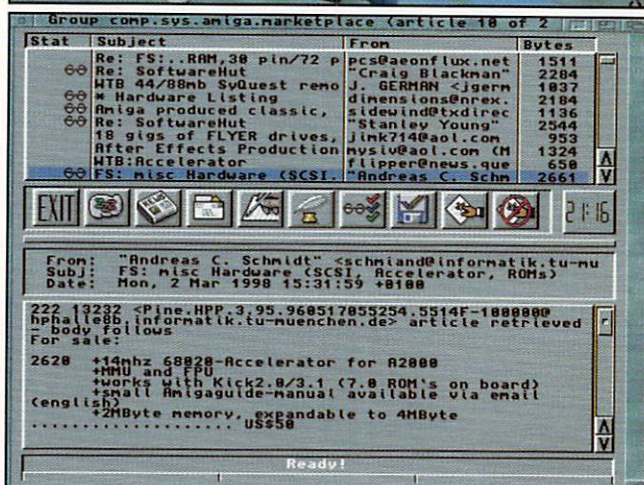 Group comp.sys.amiga.marketplace (article 10 of 2
Stat Subject From Bytes
Re: FS:..RAM,30 pin/72 p pcs@aeonflux.net 1511
Re: SoftwareHut "Craig Blackman" 2284
WTB 44/88mb SyQuest remo J. GERMAN <jgerm 1037
* Hardware Listing dimensions@nrex. 2184
Amiga produced classic, sidewind@txdirec 1136
Re: SoftwareHut "Stanley Young" 2544
18 gigs of FLYER drives, jimk714@aol.com 953
After Effects Production mysiv@aol.com (M 1324
WTB:Accelerator flipper@news.que 650
FS: misc Hardware (SCSI. "Andreas C. Schm 2661
EXIT NEWS 21:16
From: "Andreas C. Schmidt" <schmiand@informatik.tu-mu
Subj: FS: misc Hardware (SCSI, Accelerator, ROMs)
Date: Mon, 2 Mar 1998 15:31:59 +0100
222 13232 <Pine.HPP.3.95.960517055254.5514F-100000@
hphalle8b.informatik.tu-muenchen.de> article retrieved
- body follows
For sale:
2620 +14mhz 68020-Accelerator for A2000
+MMU and FPU
+works with Kick2.0/3.1 (7.0 ROM's on board)
+small Amigaguide-manual available via email
(english)
+2MByte memory, expandable to 4MByte
.................... US$50
Ready!